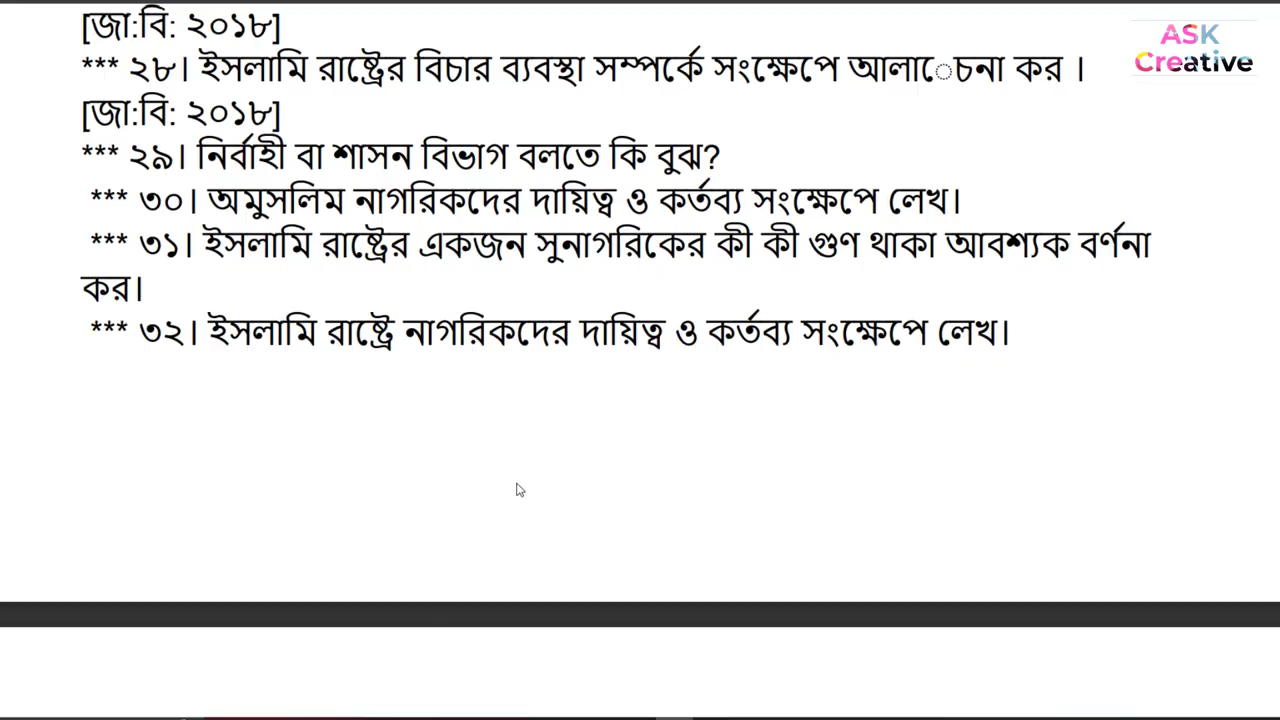 [জা:বি: ২০১৮]
*** ২৮। ইসলামি রাষ্ট্রের বিচার ব্যবস্থা সম্পর্কে সংক্ষেপে আলােচনা কর ।
[জা:বি: ২০১৮]
*** ২৯। নির্বাহী বা শাসন বিভাগ বলতে কি বুঝ?
*** ৩০। অমুসলিম নাগরিকদের দায়িত্ব ও কর্তব্য সংক্ষেপে লেখ।
*** ৩১। ইসলামি রাষ্ট্রের একজন সুনাগরিকের কী কী গুণ থাকা আবশ্যক বর্ণনা
কর।
*** ৩২। ইসলামি রাষ্ট্রে নাগরিকদের দায়িত্ব ও কর্তব্য সংক্ষেপে লেখ।
ASK
Creative